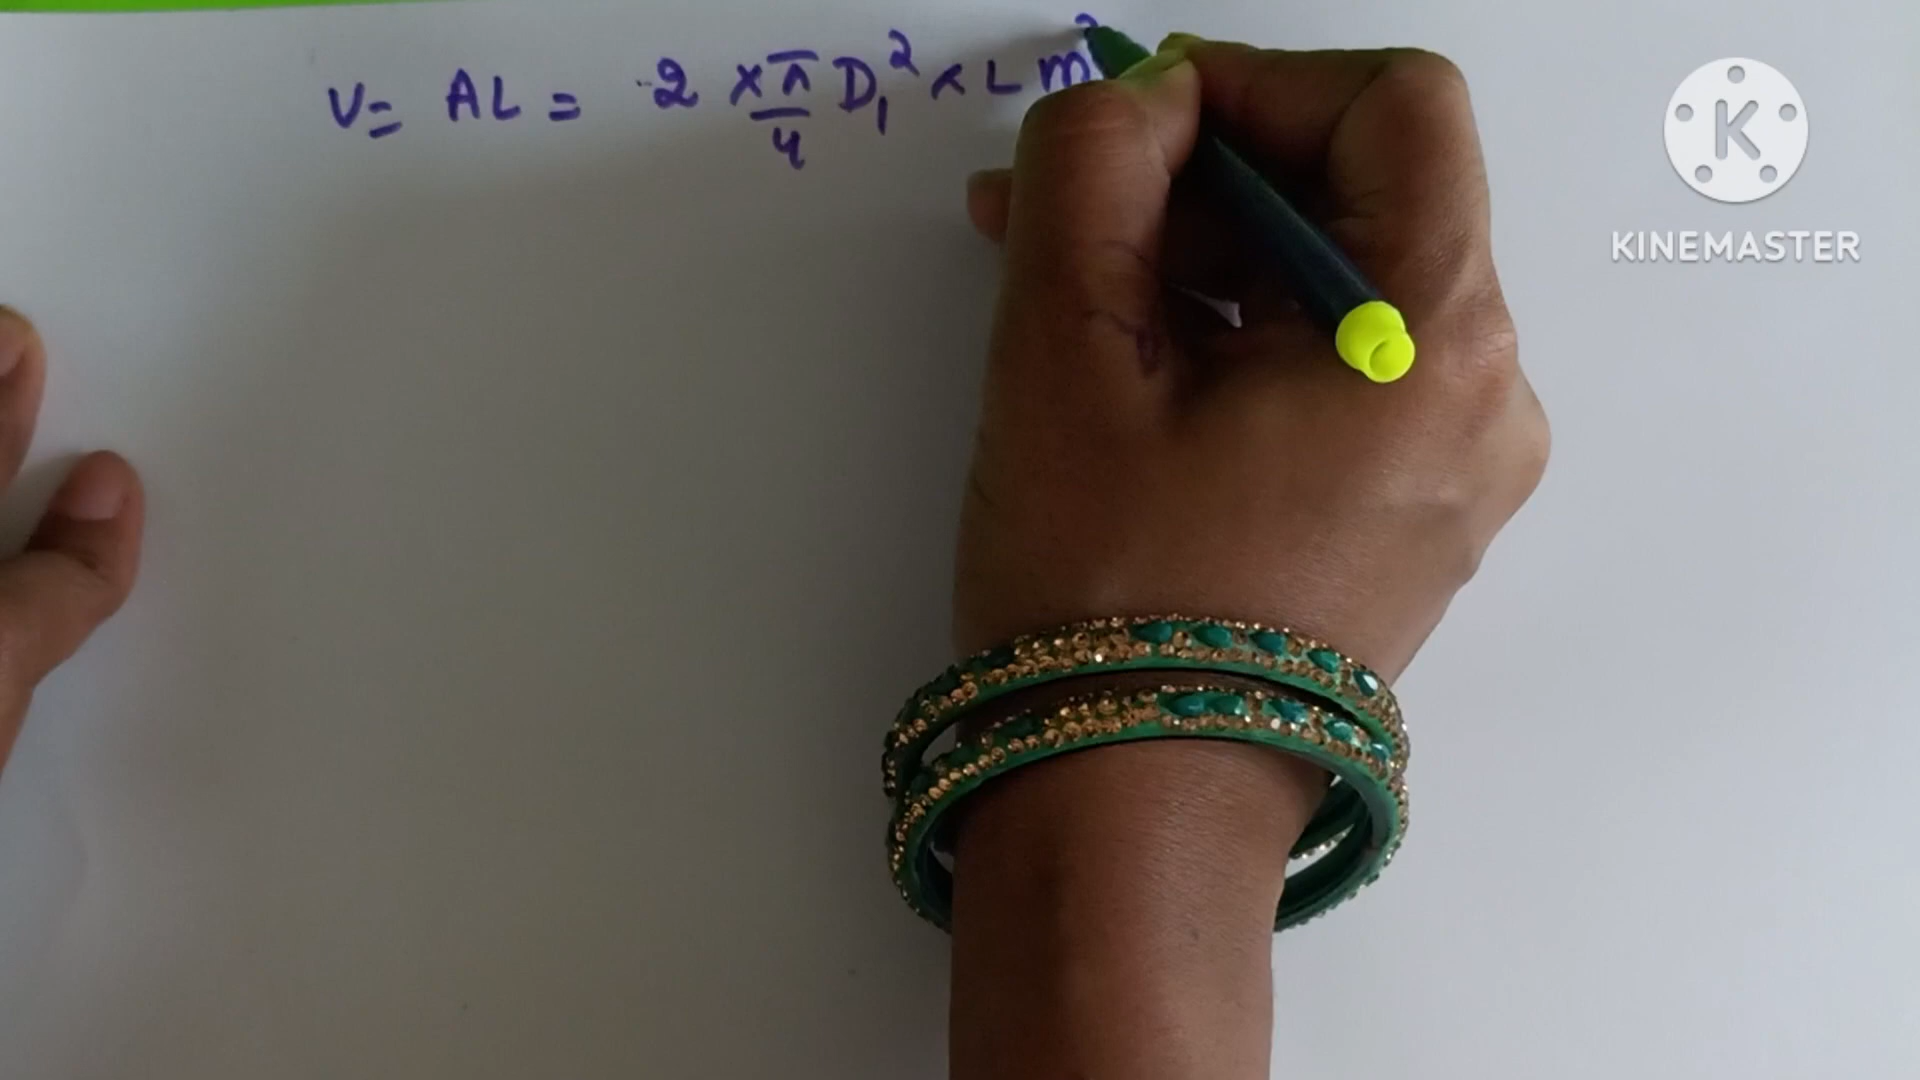 V= AL = 2 × π/4 D₁² × L m³
K
KINEMASTER